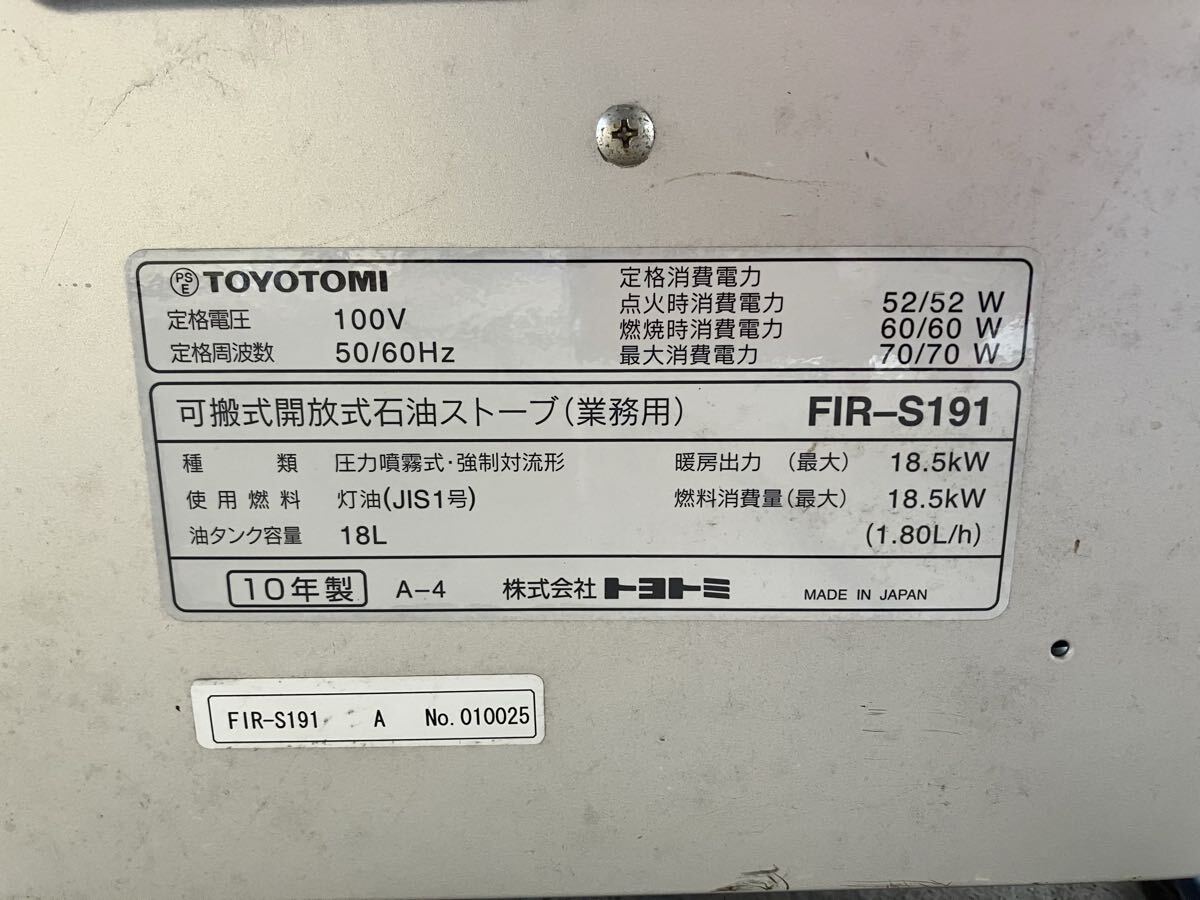 PS E TOYOTOMI
定格電圧 100V
定格周波数 50/60Hz
定格消費電力
点火時消費電力 52/52 W
燃焼時消費電力 60/60 W
最大消費電力 70/70 W
可搬式開放式石油ストーブ(業務用) FIR-S191
種類 圧力噴霧式・強制対流形 暖房出力 (最大) 18.5kW
使用燃料 灯油(JIS1号) 燃料消費量(最大) 18.5kW
油タンク容量 18L (1.80L/h)
10年製 A-4 株式会社トヨトミ MADE IN JAPAN
FIR-S191 A No.010025